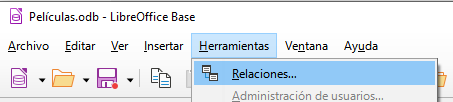 Películas.odb - LibreOffice Base
Archivo Editar Ver Insertar Herramientas Ventana Ayuda
Relaciones...
Administración de usuarios...